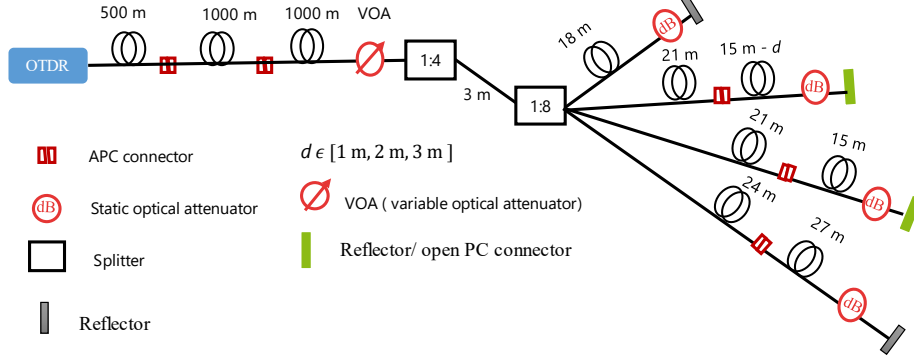 500 m
1000 m
1000 m
VOA
OTDR
1:4
3 m
1:8
18 m
dB
21 m
15 m - d
dB
21 m
15 m
dB
24 m
27 m
dB
APC connector
d ϵ [1 m, 2 m, 3 m ]
dB
Static optical attenuator
VOA ( variable optical attenuator)
Splitter
Reflector/ open PC connector
Reflector